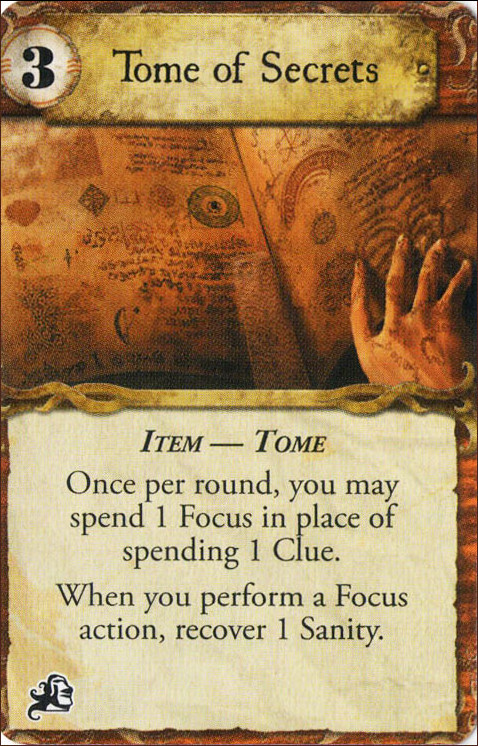 3
Tome of Secrets
ITEM — TOME
Once per round, you may
spend 1 Focus in place of
spending 1 Clue.
When you perform a Focus
action, recover 1 Sanity.